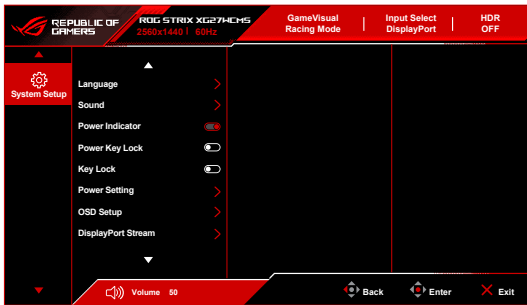 REPUBLIC OF
GAMERS
ROG STRIX XG27WCMS
2560x1440 60Hz
GameVisual
Racing Mode
Input Select
DisplayPort
HDR
OFF
System Setup
Language
Sound
Power Indicator
Power Key Lock
Key Lock
Power Setting
OSD Setup
DisplayPort Stream
Volume 50
Back
Enter
Exit